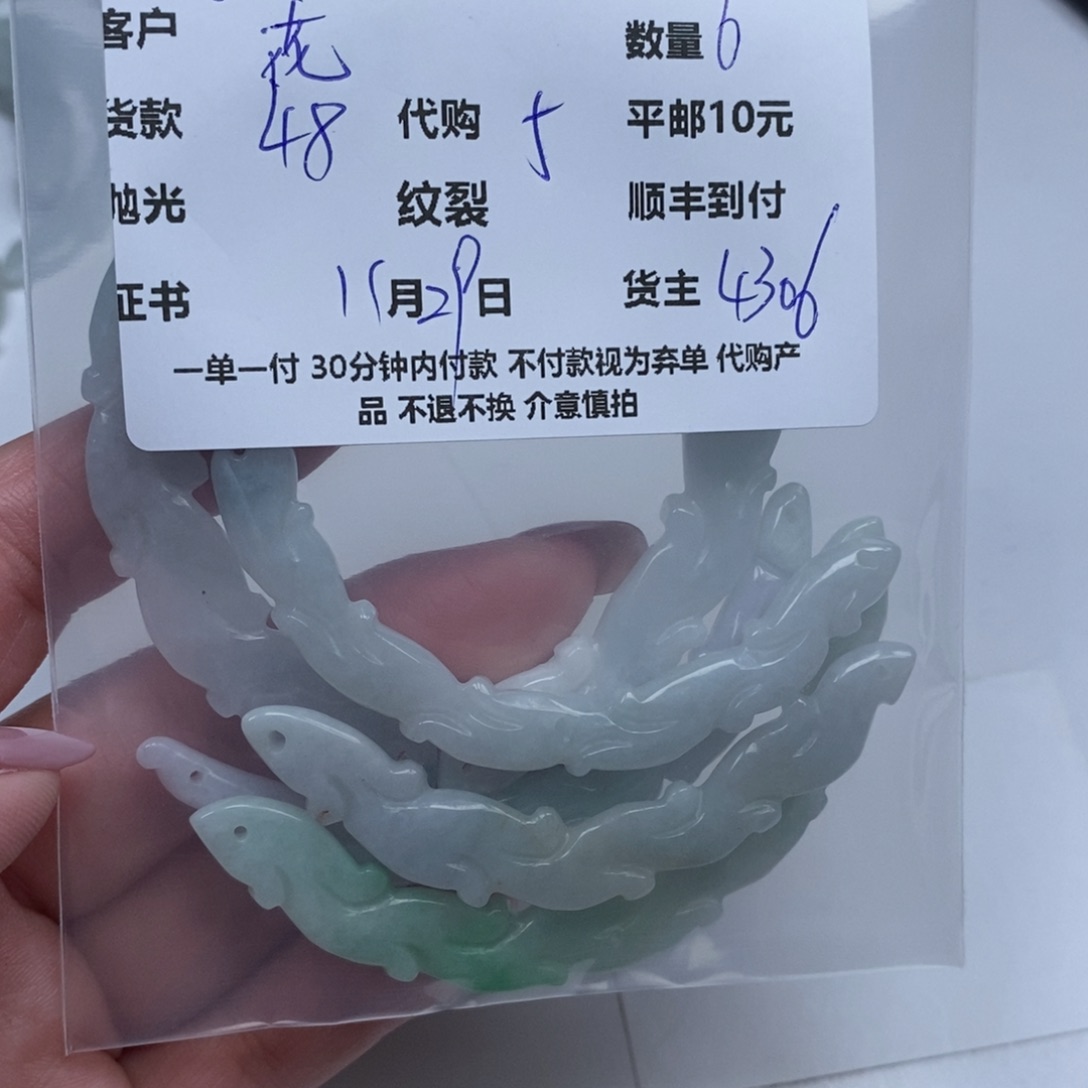 客户 数量 6
货款 48 代购 5 平邮10元
抛光 纹裂 顺丰到付
证书 11月29日 货主 4306
一单一付 30分钟内付款 不付款视为弃单 代购产
品 不退不换 介意慎拍